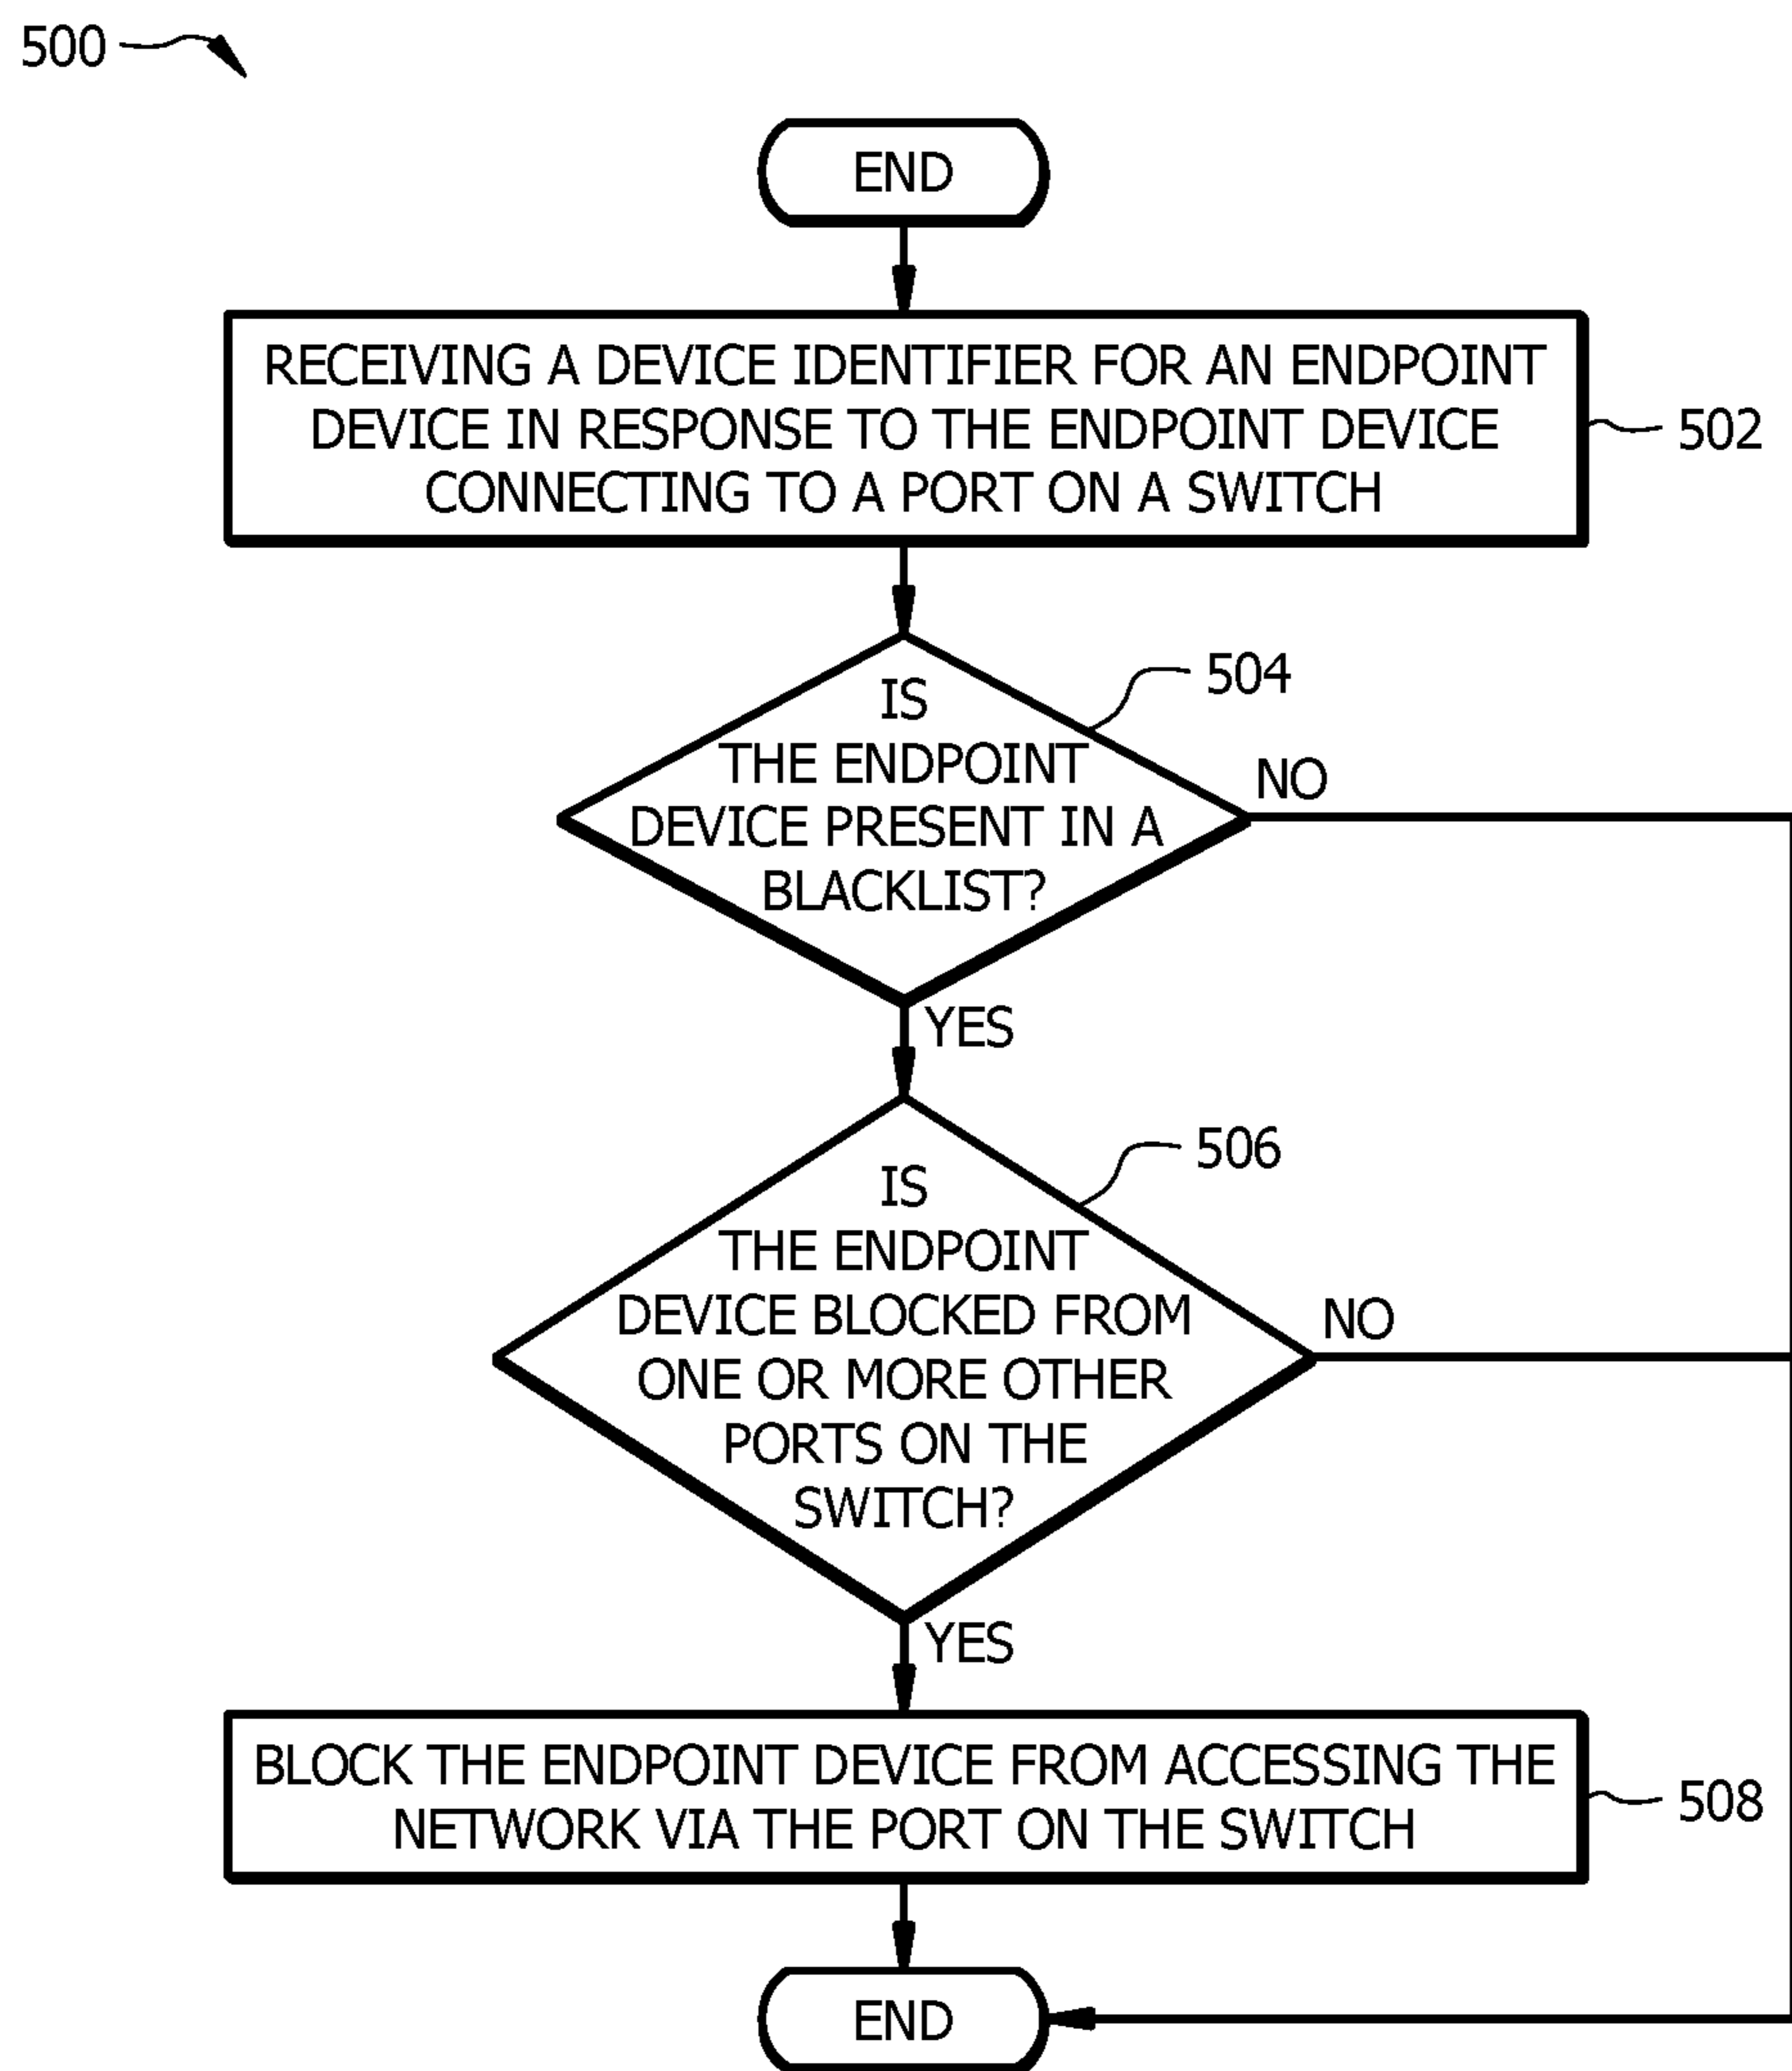 500
END
RECEIVING A DEVICE IDENTIFIER FOR AN ENDPOINT
DEVICE IN RESPONSE TO THE ENDPOINT DEVICE
CONNECTING TO A PORT ON A SWITCH
502
504
IS
THE ENDPOINT
DEVICE PRESENT IN A
BLACKLIST?
NO
YES
506
IS
THE ENDPOINT
DEVICE BLOCKED FROM
ONE OR MORE OTHER
PORTS ON THE
SWITCH?
NO
YES
BLOCK THE ENDPOINT DEVICE FROM ACCESSING THE
NETWORK VIA THE PORT ON THE SWITCH
508
END